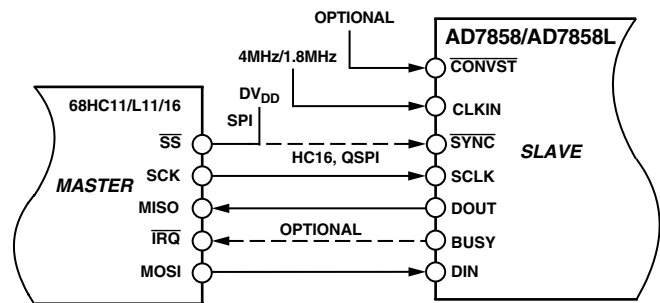 OPTIONAL
AD7858/AD7858L
4MHz/1.8MHz
CONVST
DVDD
68HC11/L11/16
CLKIN
SPI
SS
SYNC
HC16, QSPI
SLAVE
MASTER
SCK
SCLK
MISO
DOUT
OPTIONAL
IRQ
BUSY
MOSI
DIN